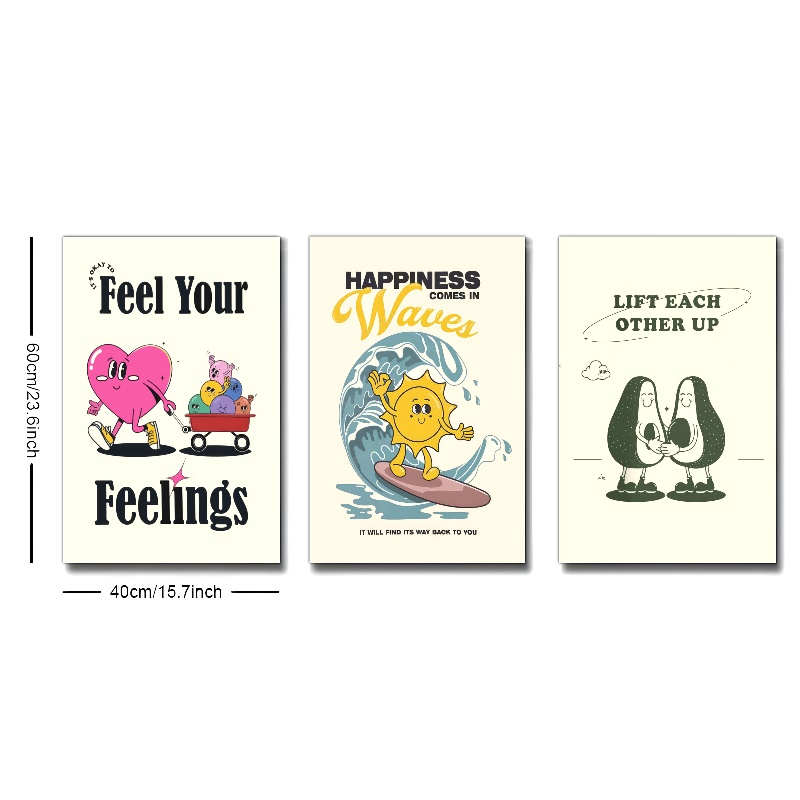 60cm/23.6inch
IT'S OKAY TO
Feel Your
Feelings
40cm/15.7inch
HAPPINESS
COMES IN
Waves
IT WILL FIND ITS WAY BACK TO YOU
LIFT EACH
OTHER UP